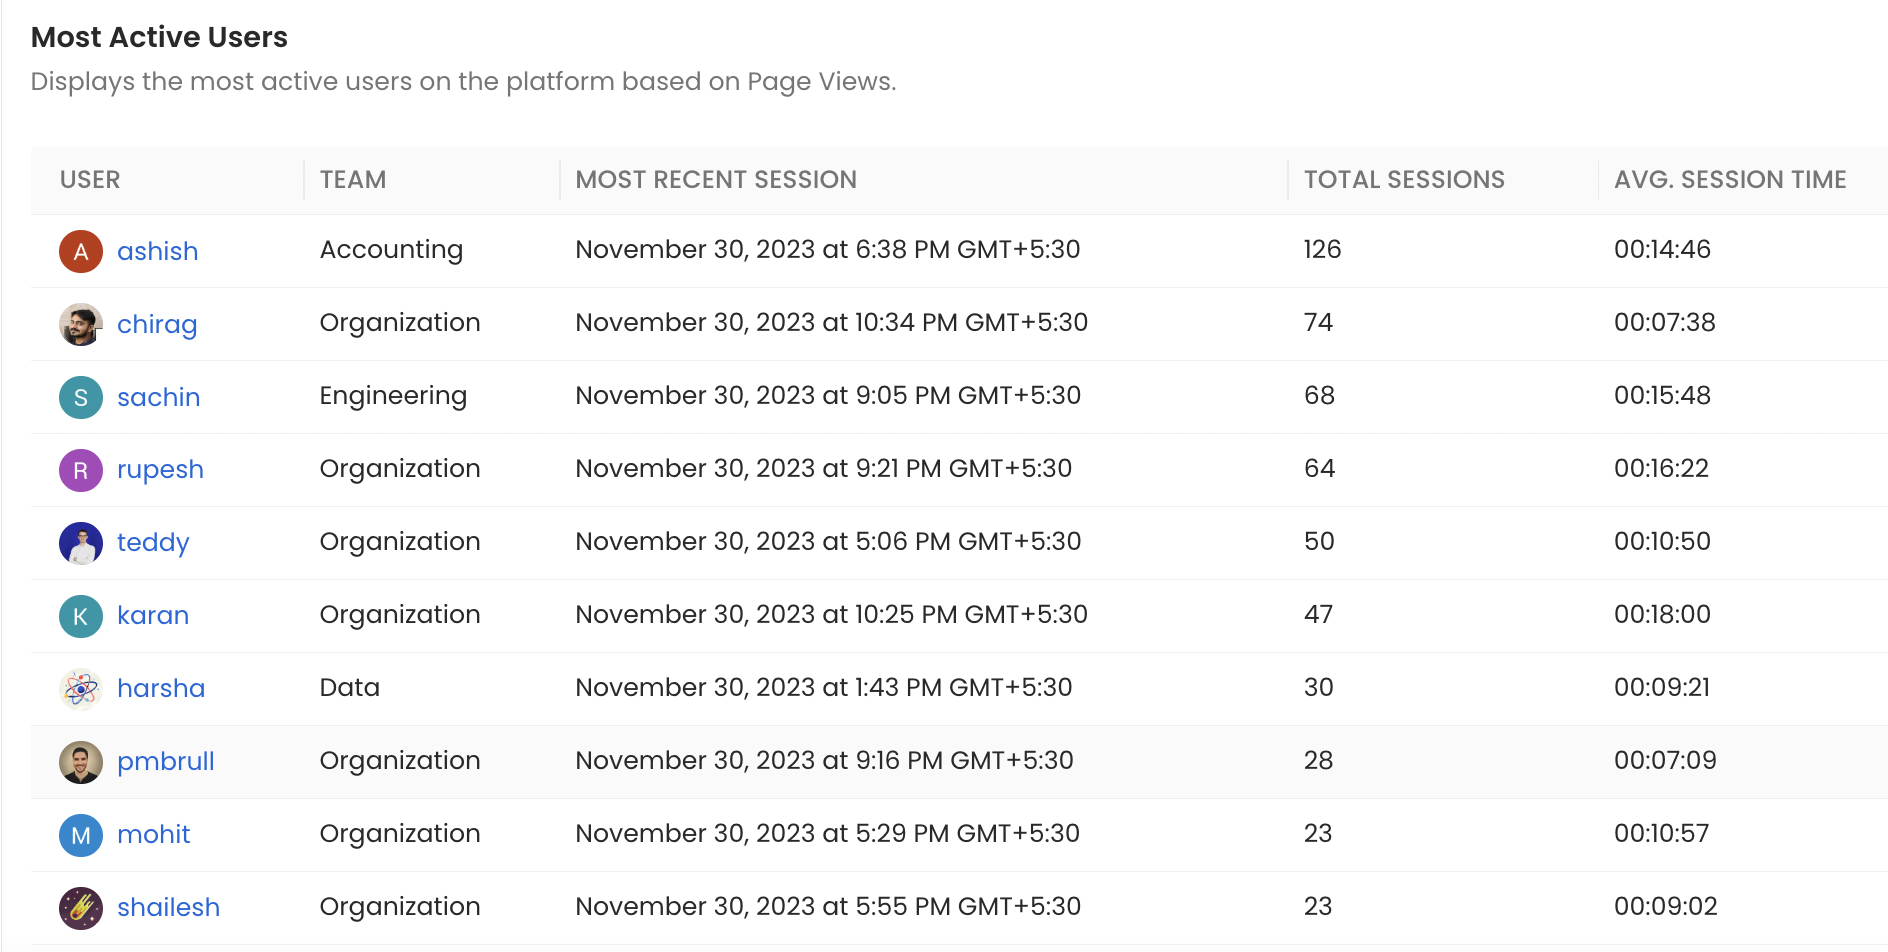 Most Active Users
Displays the most active users on the platform based on Page Views.
USER TEAM MOST RECENT SESSION TOTAL SESSIONS AVG. SESSION TIME
A ashish Accounting November 30, 2023 at 6:38 PM GMT+5:30 126 00:14:46
chirag Organization November 30, 2023 at 10:34 PM GMT+5:30 74 00:07:38
S sachin Engineering November 30, 2023 at 9:05 PM GMT+5:30 68 00:15:48
R rupesh Organization November 30, 2023 at 9:21 PM GMT+5:30 64 00:16:22
teddy Organization November 30, 2023 at 5:06 PM GMT+5:30 50 00:10:50
K karan Organization November 30, 2023 at 10:25 PM GMT+5:30 47 00:18:00
harsha Data November 30, 2023 at 1:43 PM GMT+5:30 30 00:09:21
pmbrull Organization November 30, 2023 at 9:16 PM GMT+5:30 28 00:07:09
M mohit Organization November 30, 2023 at 5:29 PM GMT+5:30 23 00:10:57
shailesh Organization November 30, 2023 at 5:55 PM GMT+5:30 23 00:09:02